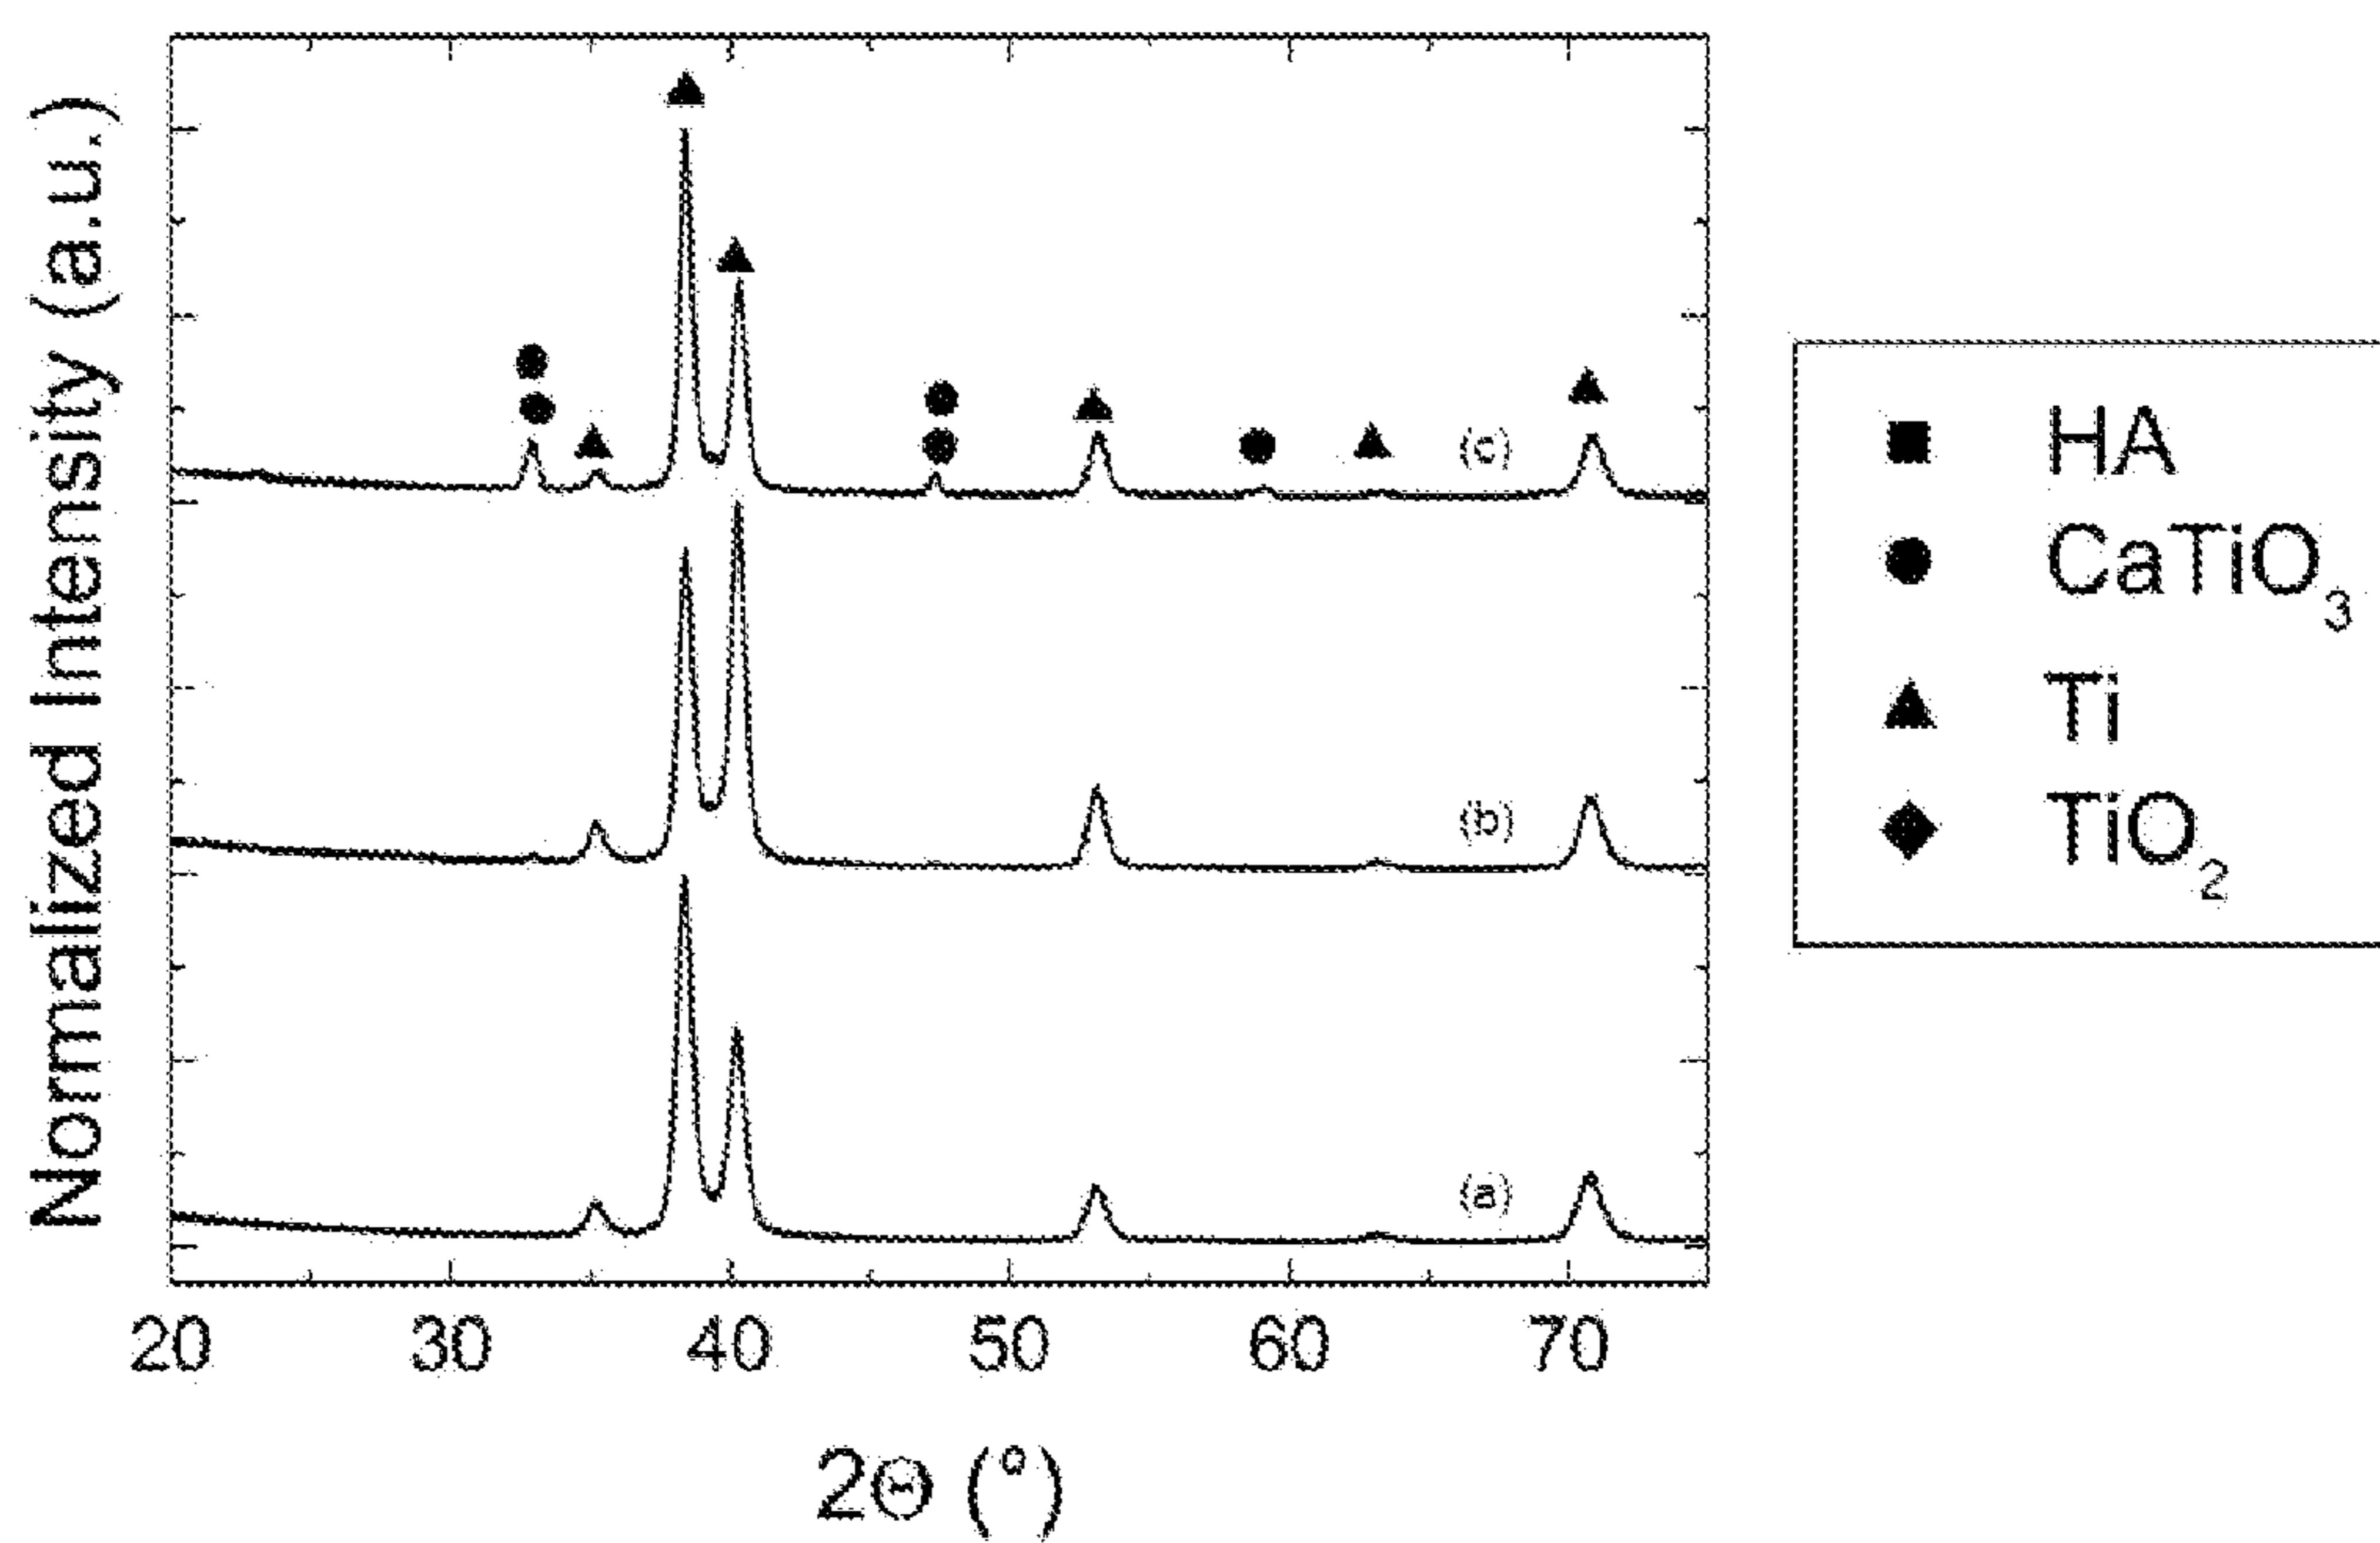 Normalized Intensity (a.u.)
(c)
(b)
(a)
20 30 40 50 60 70
2Θ (°)
HA
CaTiO3
Ti
TiO2